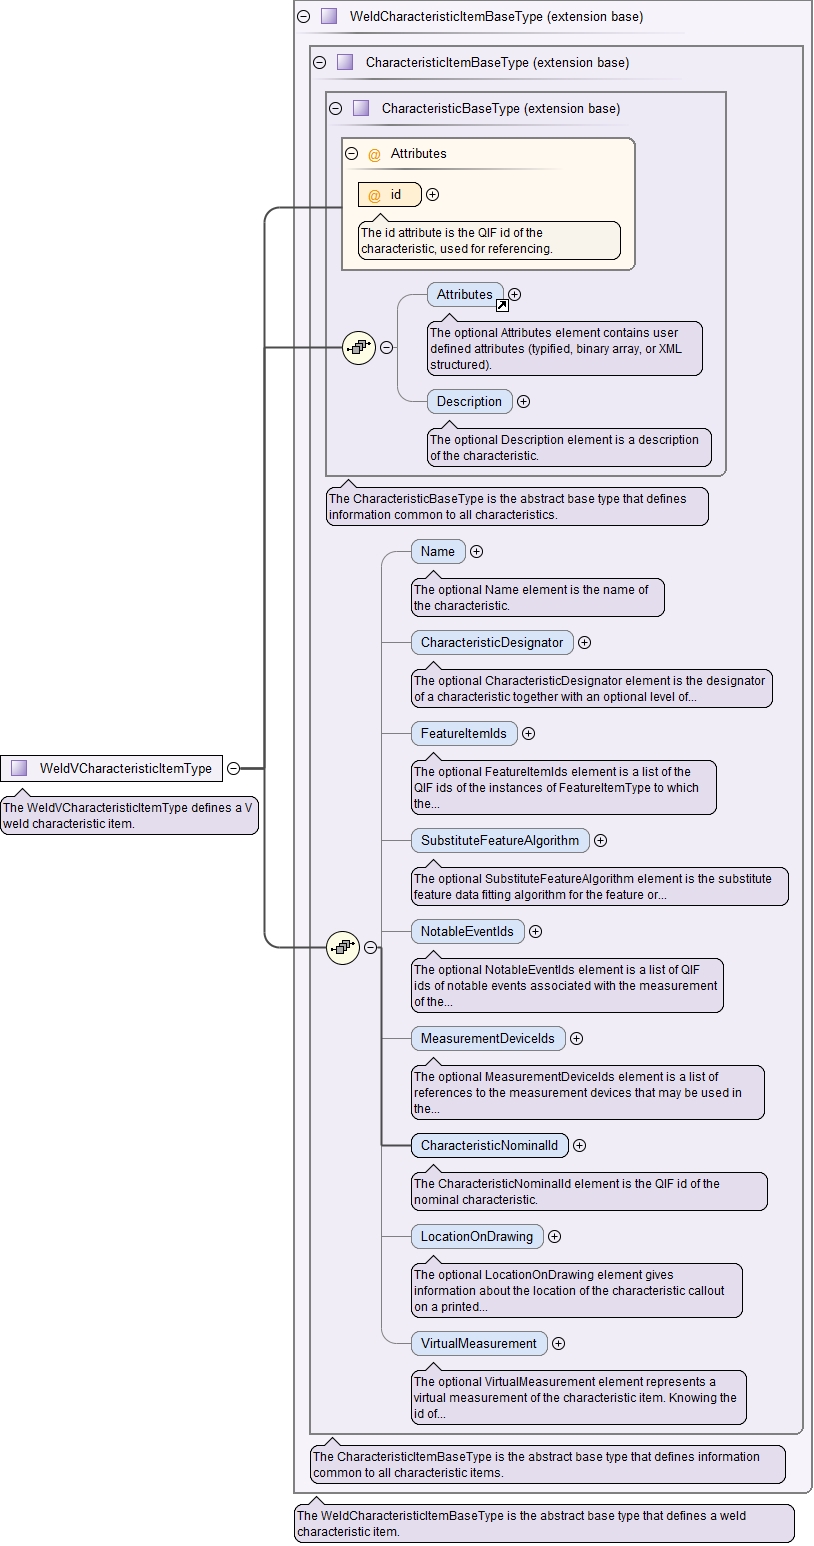 WeldCharacteristicItemBaseType (extension base)
CharacteristicItemBaseType (extension base)
CharacteristicBaseType (extension base)
@ Attributes
@ id
The id attribute is the QIF id of the
characteristic, used for referencing.
Attributes
The optional Attributes element contains user
defined attributes (typified, binary array, or XML
structured).
Description
The optional Description element is a description
of the characteristic.
The CharacteristicBaseType is the abstract base type that defines
information common to all characteristics.
Name
The optional Name element is the name of
the characteristic.
CharacteristicDesignator
The optional CharacteristicDesignator element is the designator
of a characteristic together with an optional level of...
FeatureItemIds
The optional FeatureItemIds element is a list of the
QIF ids of the instances of FeatureItemType to which
the...
WeldVCharacteristicItemType
The WeldVCharacteristicItemType defines a V
weld characteristic item.
SubstituteFeatureAlgorithm
The optional SubstituteFeatureAlgorithm element is the substitute
feature data fitting algorithm for the feature or...
NotableEventIds
The optional NotableEventIds element is a list of QIF
ids of notable events associated with the measurement
of the...
MeasurementDeviceIds
The optional MeasurementDeviceIds element is a list of
references to the measurement devices that may be used in
the...
CharacteristicNominalId
The CharacteristicNominalId element is the QIF id of the
nominal characteristic.
LocationOnDrawing
The optional LocationOnDrawing element gives
information about the location of the characteristic callout
on a printed...
VirtualMeasurement
The optional VirtualMeasurement element represents a
virtual measurement of the characteristic item. Knowing the
id of...
The CharacteristicItemBaseType is the abstract base type that defines information
common to all characteristic items.
The WeldCharacteristicItemBaseType is the abstract base type that defines a weld
characteristic item.